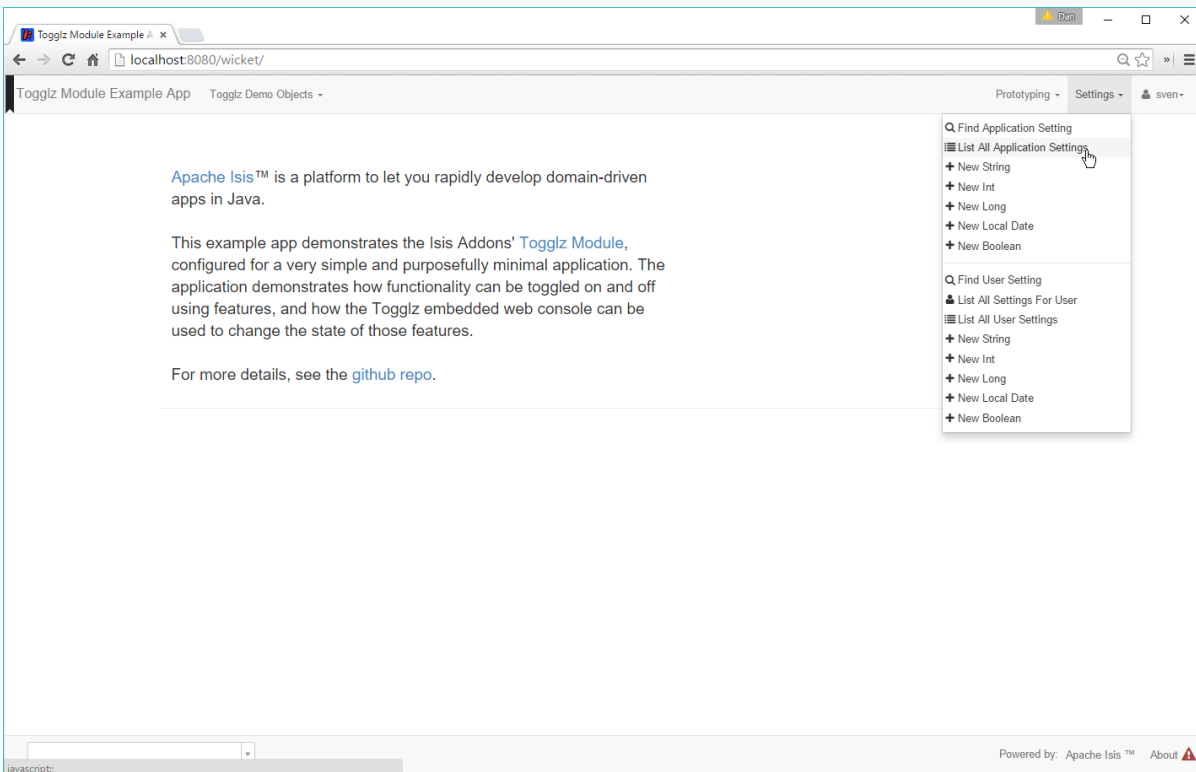 Dan
Togglz Module Example A
localhost:8080/wicket/
Togglz Module Example App Togglz Demo Objects Prototyping Settings sven
Find Application Setting
List All Application Settings
New String
New Int
New Long
New Local Date
New Boolean
Find User Setting
List All Settings For User
List All User Settings
New String
New Int
New Long
New Local Date
New Boolean
Apache Isis™ is a platform to let you rapidly develop domain-driven
apps in Java.
This example app demonstrates the Isis Addons' Togglz Module,
configured for a very simple and purposefully minimal application. The
application demonstrates how functionality can be toggled on and off
using features, and how the Togglz embedded web console can be
used to change the state of those features.
For more details, see the github repo.
Powered by: Apache Isis ™ About
javascript:;